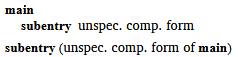 main
subentry unspec. comp. form
subentry (unspec. comp. form of main)